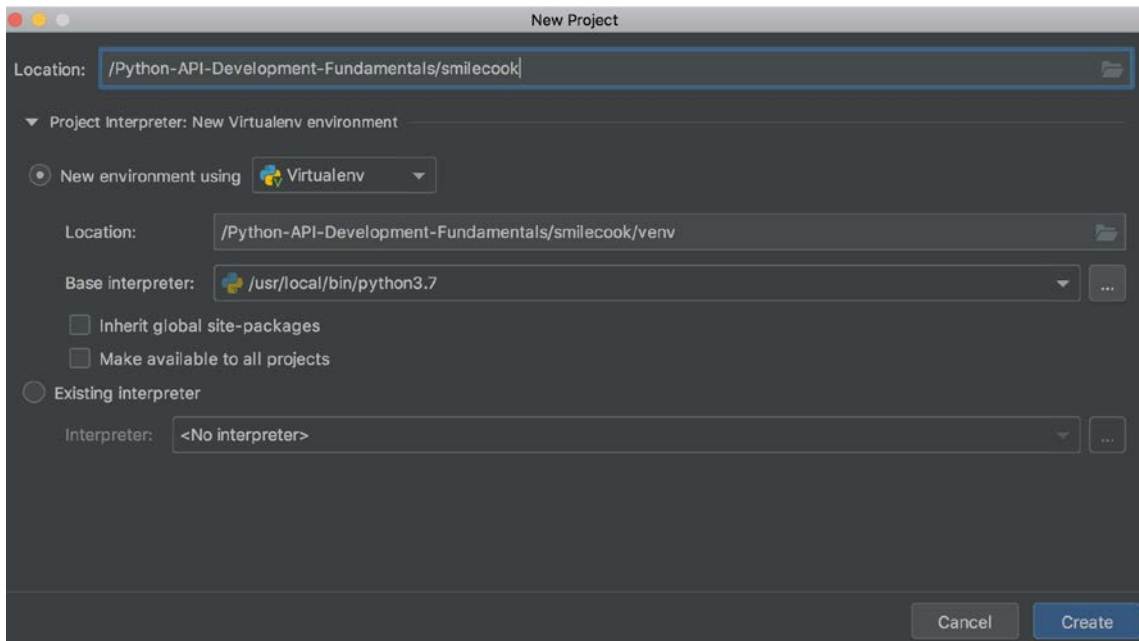 New Project
Location: /Python-API-Development-Fundamentals/smilecook
Project Interpreter: New Virtualenv environment
New environment using Virtualenv
Location: /Python-API-Development-Fundamentals/smilecook/venv
Base interpreter: /usr/local/bin/python3.7 ...
Inherit global site-packages
Make available to all projects
Existing interpreter
Interpreter: <No interpreter> ...
Cancel Create